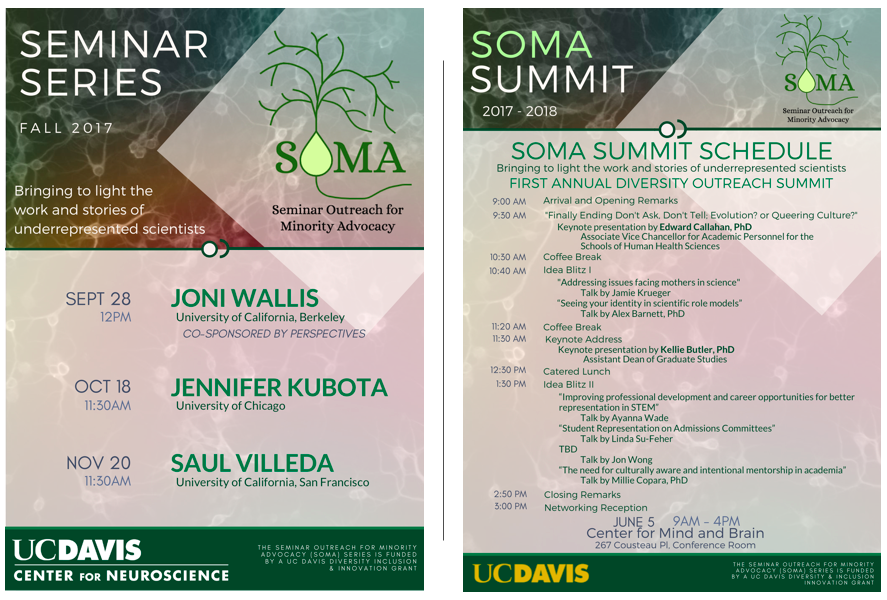 SEMINAR
SERIES
FALL 2017
Bringing to light the
work and stories of
underrepresented scientists
SOMA
Seminar Outreach for
Minority Advocacy
SEPT 28
12PM
JONI WALLIS
University of California, Berkeley
CO-SPONSORED BY PERSPECTIVES
OCT 18
11:30AM
JENNIFER KUBOTA
University of Chicago
NOV 20
11:30AM
SAUL VILLEDA
University of California, San Francisco
UCDAVIS
CENTER FOR NEUROSCIENCE
THE SEMINAR OUTREACH FOR MINORITY
ADVOCACY (SOMA) SERIES IS FUNDED
BY A UC DAVIS DIVERSITY INCLUSION
& INNOVATION GRANT
SOMA
SUMMIT
2017 - 2018
SOMA
Seminar Outreach for
Minority Advocacy
SOMA SUMMIT SCHEDULE
Bringing to light the work and stories of underrepresented scientists
FIRST ANNUAL DIVERSITY OUTREACH SUMMIT
9:00 AM Arrival and Opening Remarks
9:30 AM "Finally Ending Don't Ask, Don't Tell: Evolution? or Queering Culture?"
Keynote presentation by Edward Callahan, PhD
Associate Vice Chancellor for Academic Personnel for the
Schools of Human Health Sciences
10:30 AM Coffee Break
10:40 AM Idea Blitz I
"Addressing issues facing mothers in science"
Talk by Jamie Krueger
"Seeing your identity in scientific role models"
Talk by Alex Barnett, PhD
11:20 AM Coffee Break
11:30 AM Keynote Address
Keynote presentation by Kellie Butler, PhD
Assistant Dean of Graduate Studies
12:30 PM Catered Lunch
1:30 PM Idea Blitz II
"Improving professional development and career opportunities for better
representation in STEM"
Talk by Ayanna Wade
"Student Representation on Admissions Committees"
Talk by Linda Su-Feher
TBD
Talk by Jon Wong
"The need for culturally aware and intentional mentorship in academia"
Talk by Millie Copara, PhD
2:50 PM Closing Remarks
3:00 PM Networking Reception
JUNE 5 9AM - 4PM
Center for Mind and Brain
267 Cousteau Pl, Conference Room
UCDAVIS
THE SEMINAR OUTREACH FOR MINORITY
ADVOCACY (SOMA) SERIES IS FUNDED
BY A UC DAVIS DIVERSITY & INCLUSION
INNOVATION GRANT